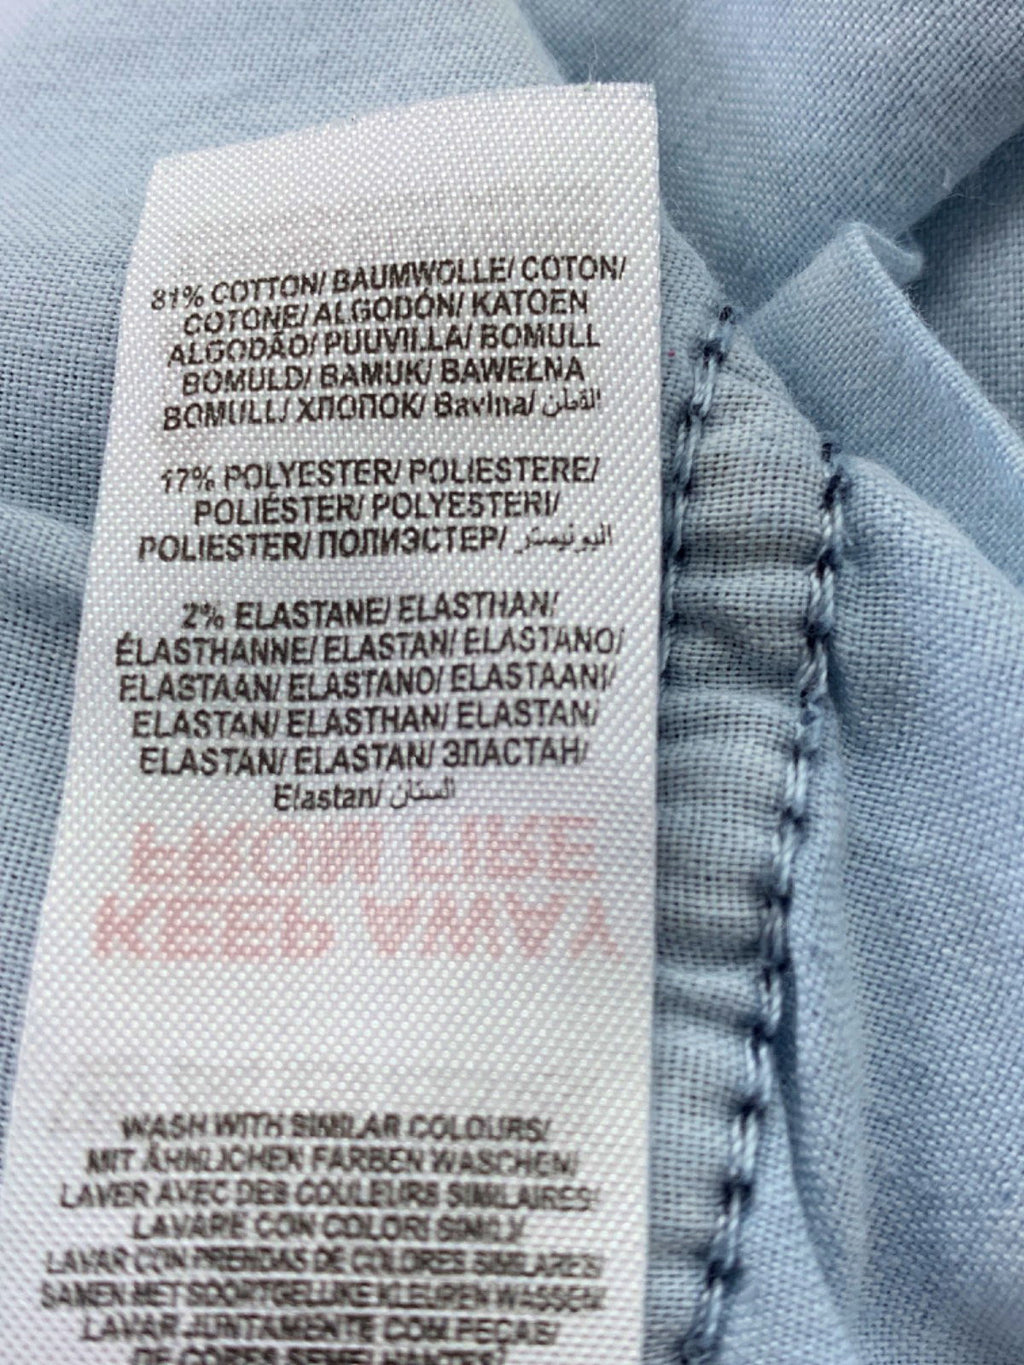 81% COTTON/ BAUMWOLLE/ COTON/
COTONE/ ALGODÓN/ KATOEN
ALGODÃO/ PUUVILLA/ BOMULL
BOMULD/ BAMUK/ BAWEŁNA
BOMULL/ ХЛОПОК/ Bavlna/ القطن
17% POLYESTER/ POLIESTERE/
POLIÉSTER/ POLYESTERI/
POLIESTER/ ПОЛИЭСТЕР/ البوليستر
2% ELASTANE/ ELASTHAN/
ÉLASTHANNE/ ELASTAN/ ELASTANO/
ELASTAAN/ ELASTANO/ ELASTAANI/
ELASTAN/ ELASTHAN/ ELASTAN/
ELASTAN/ ELASTAN/ ЭЛАСТАН/
Elastan/ الستان
KEEP AWAY
FROM FIRE
WASH WITH SIMILAR COLOURS/
MIT ÄHNLICHEN FARBEN WASCHEN/
LAVER AVEC DES COULEURS SIMILAIRES/
LAVARE CON COLORI SIMILI/
LAVAR CON PRENDAS DE COLORES SIMILARES/
SAMEN MET SOORTGELIJKE KLEUREN WASSEN/
LAVAR JUNTAMENTE COM PEÇAS/
DE CORES SEMELHANTES/